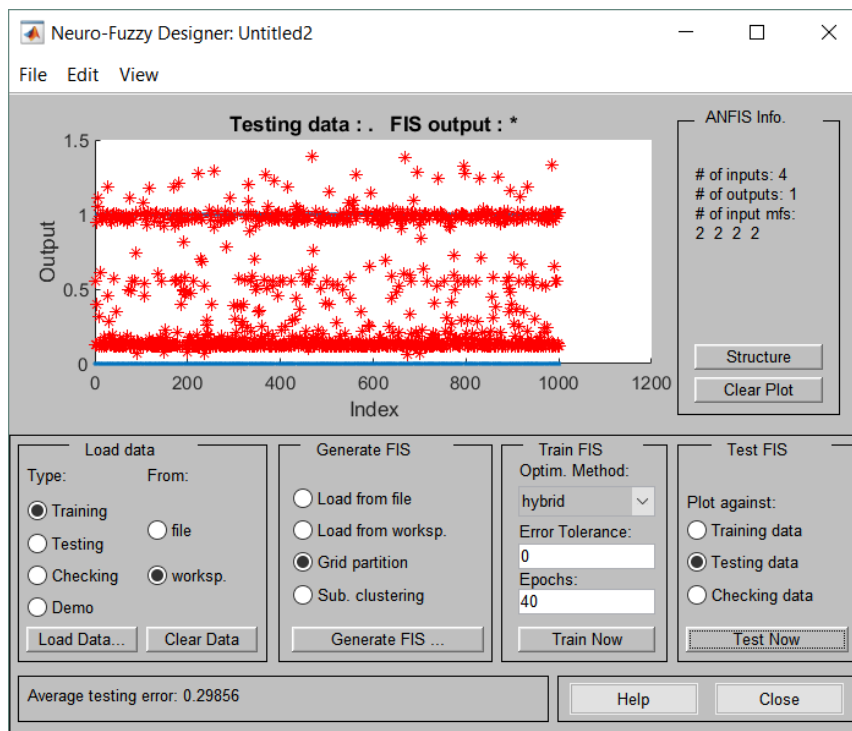 Neuro-Fuzzy Designer: Untitled2
File Edit View
Testing data : . FIS output : *
1.5
1
0.5
0
Output
0 200 400 600 800 1000 1200
Index
ANFIS Info.
# of inputs: 4
# of outputs: 1
# of input mfs:
2 2 2 2
Structure
Clear Plot
Load data
Type: From:
Training
Testing
Checking
Demo
file
worksp.
Load Data... Clear Data
Generate FIS
Load from file
Load from worksp.
Grid partition
Sub. clustering
Generate FIS ...
Train FIS
Optim. Method:
hybrid
Error Tolerance:
0
Epochs:
40
Train Now
Test FIS
Plot against:
Training data
Testing data
Checking data
Test Now
Average testing error: 0.29856
Help Close